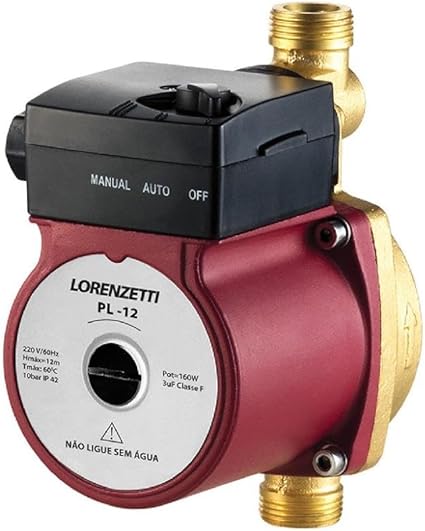 MANUAL AUTO OFF
LORENZETTI
PL -12
220 V/60Hz
Hmáx=12m
Tmáx: 60°C
10bar IP 42
Pot=160W
3uF Classe F
NÃO LIGUE SEM ÁGUA